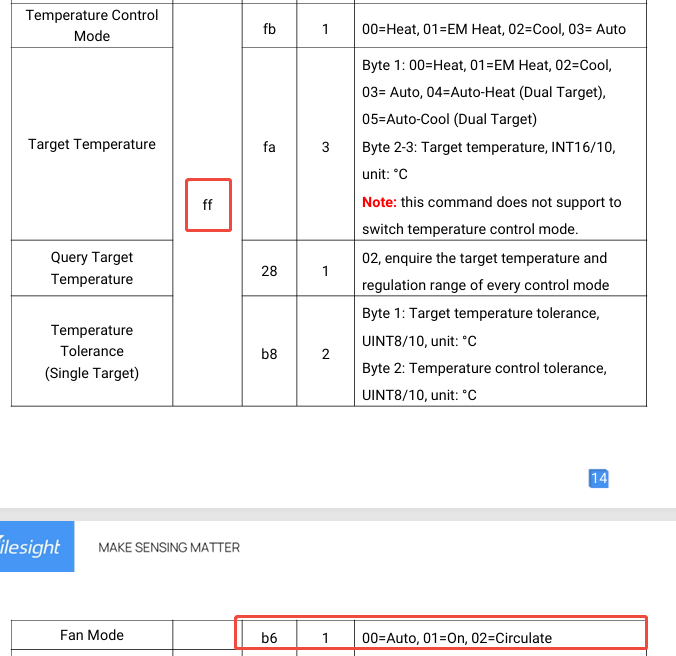 Temperature Control
Mode
fb
1
00=Heat, 01=EM Heat, 02=Cool, 03= Auto
Target Temperature
ff
fa
3
Byte 1: 00=Heat, 01=EM Heat, 02=Cool,
03= Auto, 04=Auto-Heat (Dual Target),
05=Auto-Cool (Dual Target)
Byte 2-3: Target temperature, INT16/10,
unit: °C
Note: this command does not support to
switch temperature control mode.
Query Target
Temperature
28
1
02, enquire the target temperature and
regulation range of every control mode
Temperature
Tolerance
(Single Target)
b8
2
Byte 1: Target temperature tolerance,
UINT8/10, unit: °C
Byte 2: Temperature control tolerance,
UINT8/10, unit: °C
14
ilesight
MAKE SENSING MATTER
Fan Mode
b6
1
00=Auto, 01=On, 02=Circulate